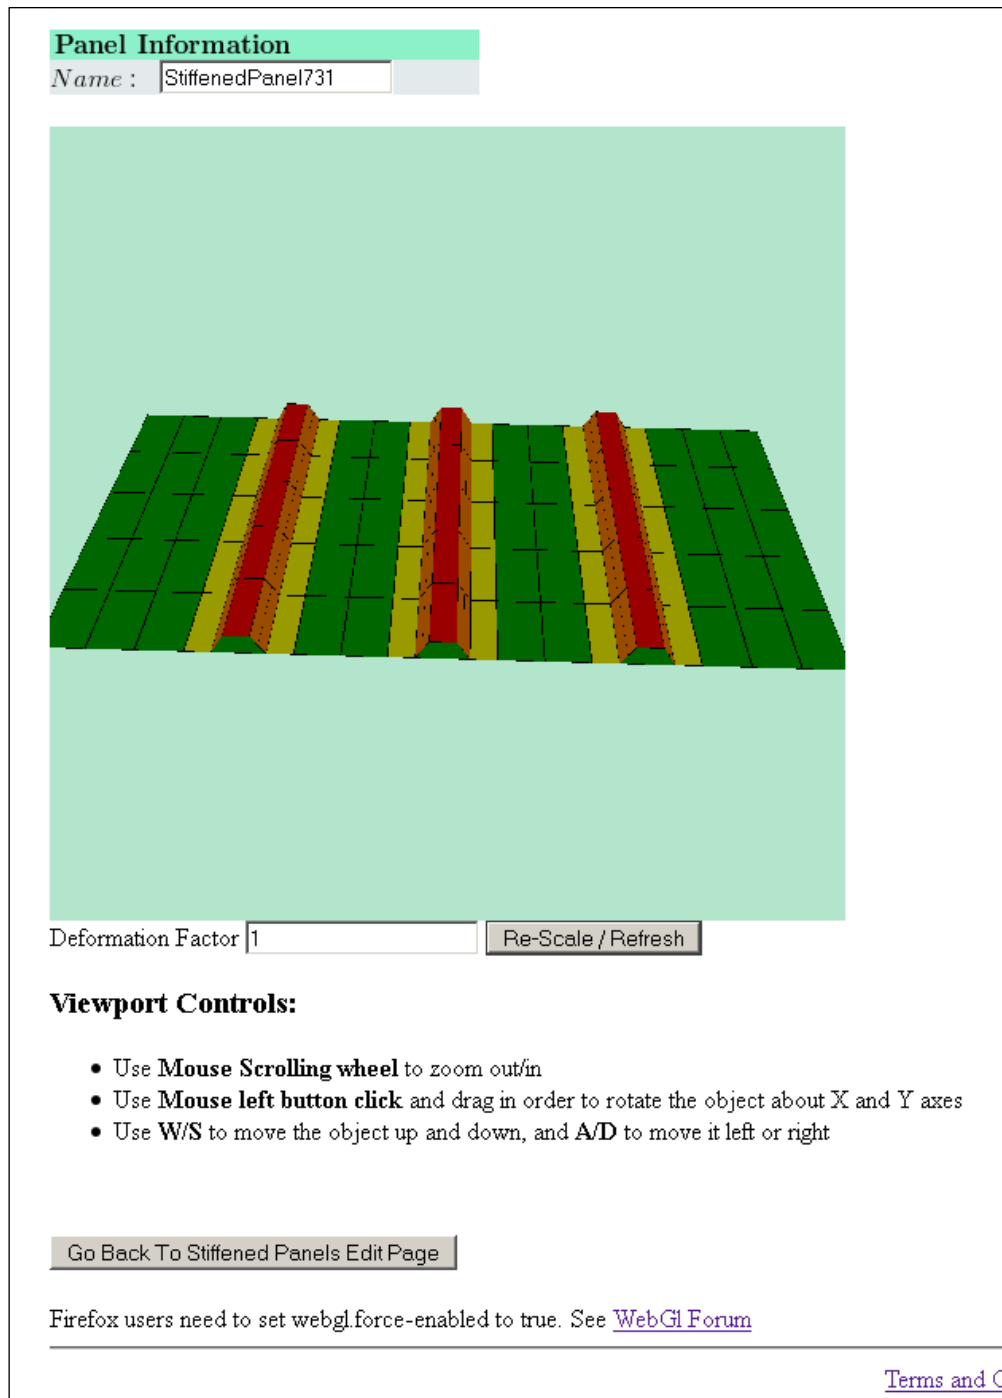 Panel Information
Name : StiffenedPanel731
Deformation Factor 1 Re-Scale / Refresh
Viewport Controls:
• Use Mouse Scrolling wheel to zoom out/in
• Use Mouse left button click and drag in order to rotate the object about X and Y axes
• Use W/S to move the object up and down, and A/D to move it left or right
Go Back To Stiffened Panels Edit Page
Firefox users need to set webgl.force-enabled to true. See WebGl Forum
Terms and